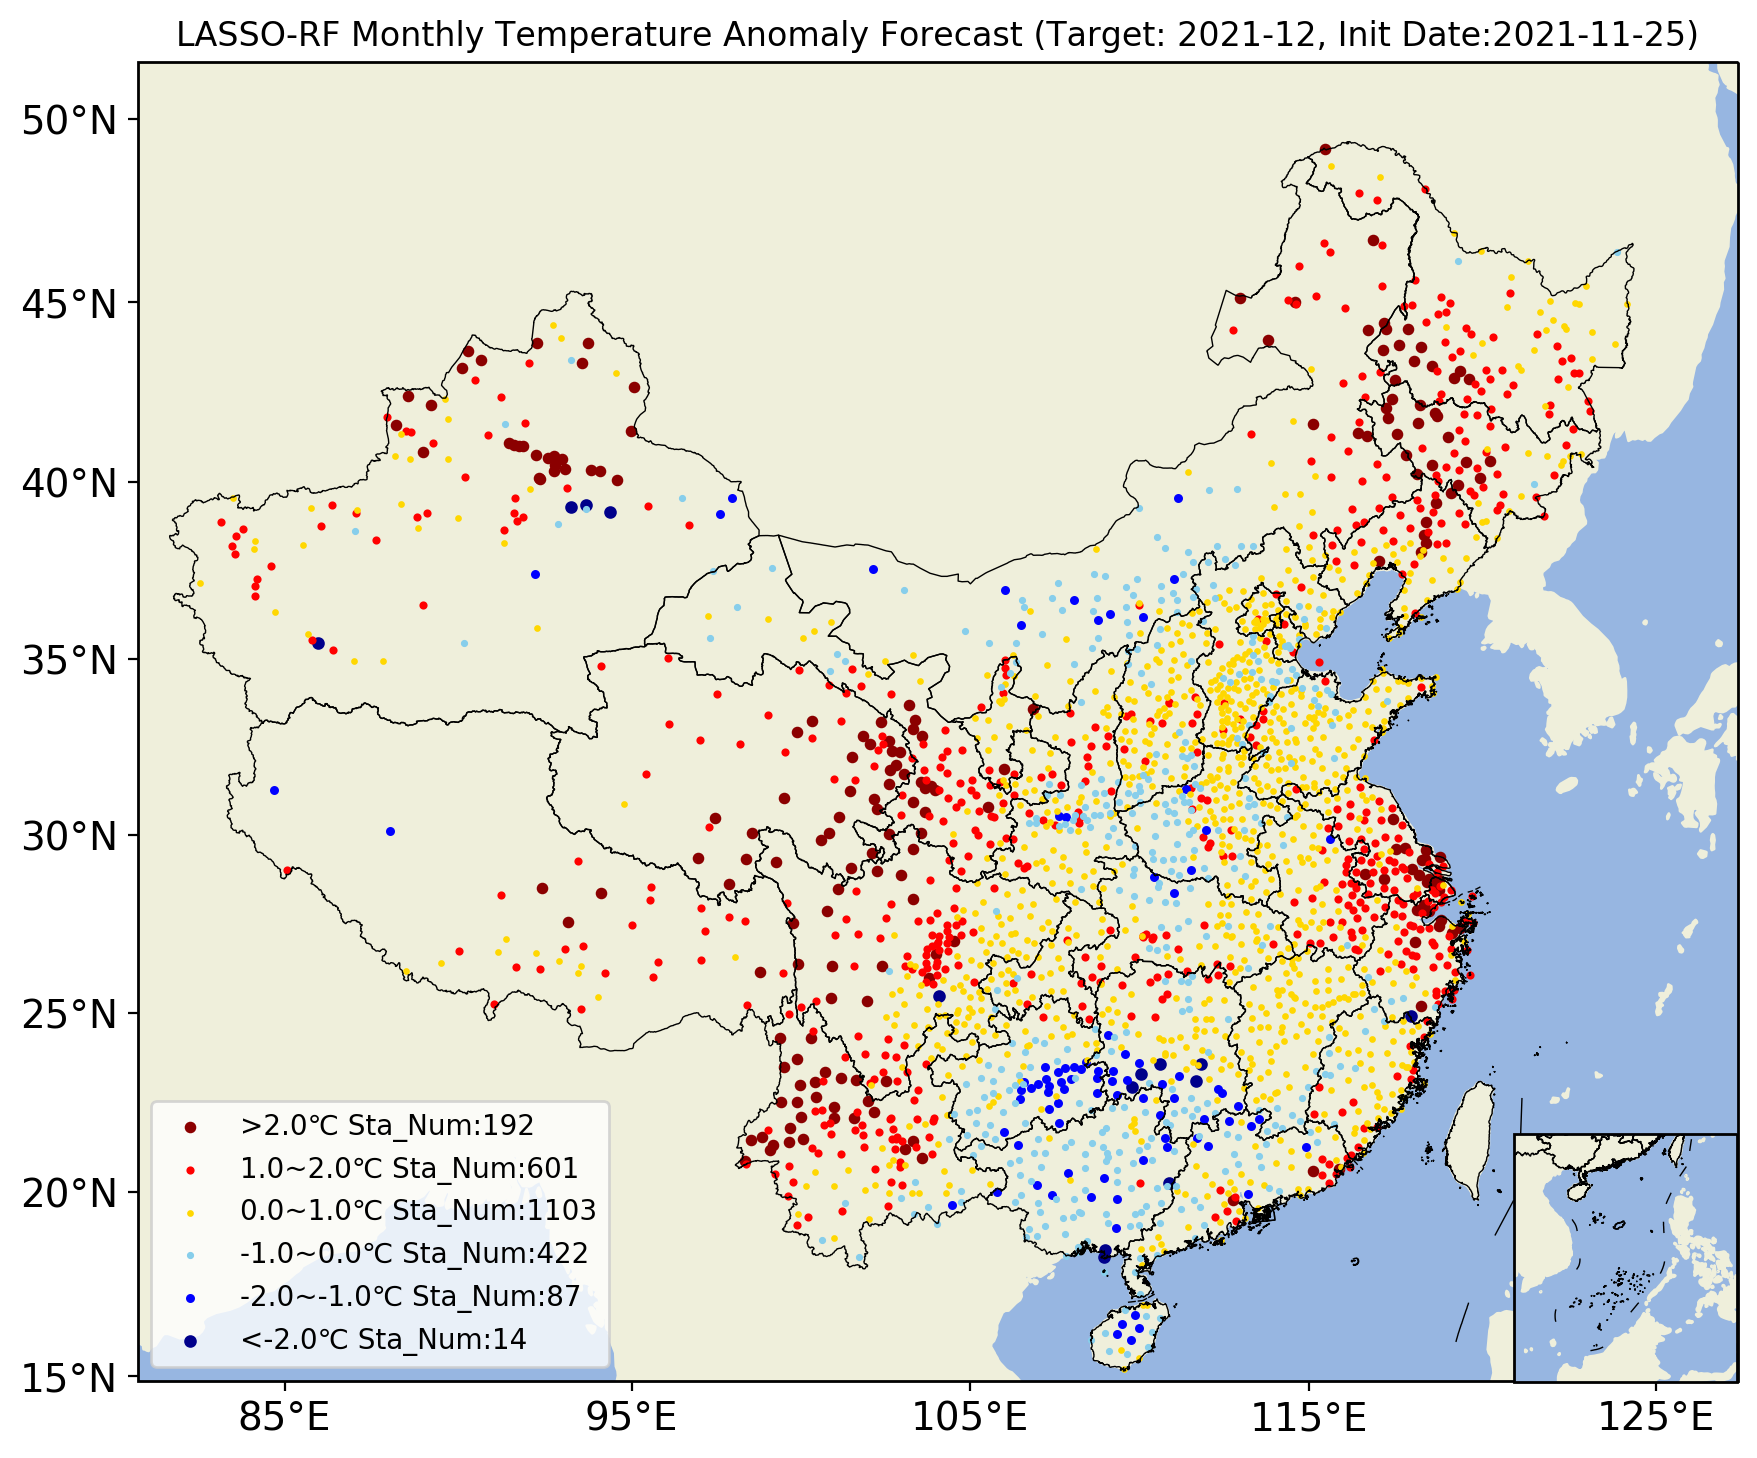 LASSO-RF Monthly Temperature Anomaly Forecast (Target: 2021-12, Init Date:2021-11-25)
50°N
45°N
40°N
35°N
30°N
25°N
20°N
15°N
>2.0℃ Sta_Num:192
1.0~2.0℃ Sta_Num:601
0.0~1.0℃ Sta_Num:1103
-1.0~0.0℃ Sta_Num:422
-2.0~-1.0℃ Sta_Num:87
<-2.0℃ Sta_Num:14
85°E 95°E 105°E 115°E 125°E